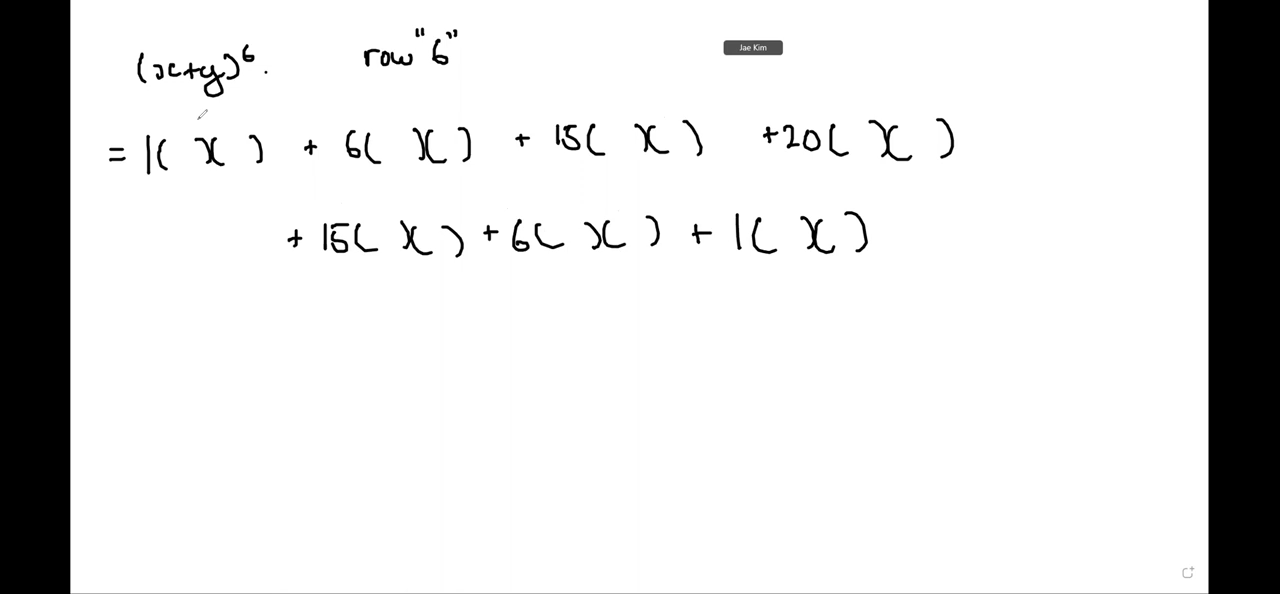 (x+y)⁶. row "6"
Jae Kim
= 1( x ) + 6( x ) + 15( x ) +20( x )
+ 15( x ) + 6( x ) + 1( x )